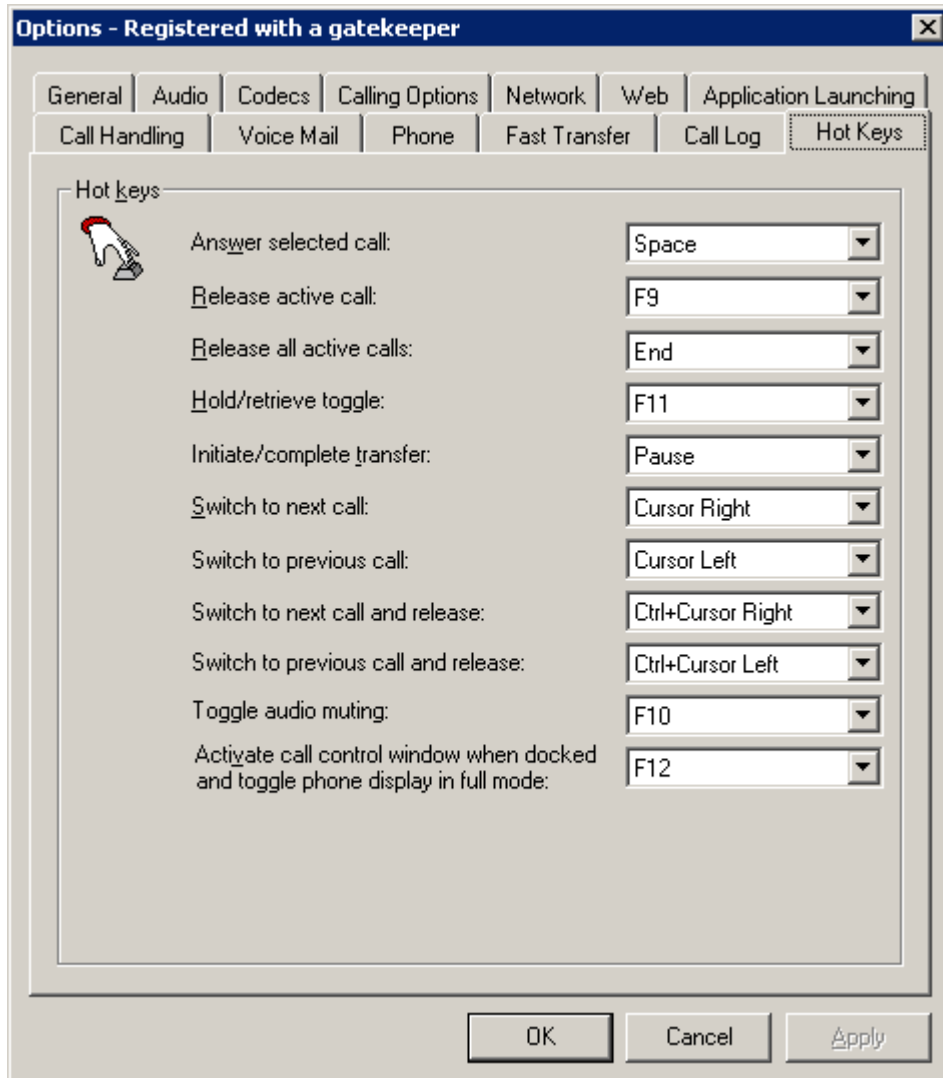 Options - Registered with a gatekeeper
General Audio Codecs Calling Options Network Web Application Launching
Call Handling Voice Mail Phone Fast Transfer Call Log Hot Keys
Hot keys
Answer selected call: Space
Release active call: F9
Release all active calls: End
Hold/retrieve toggle: F11
Initiate/complete transfer: Pause
Switch to next call: Cursor Right
Switch to previous call: Cursor Left
Switch to next call and release: Ctrl+Cursor Right
Switch to previous call and release: Ctrl+Cursor Left
Toggle audio muting: F10
Activate call control window when docked
and toggle phone display in full mode: F12
OK Cancel Apply